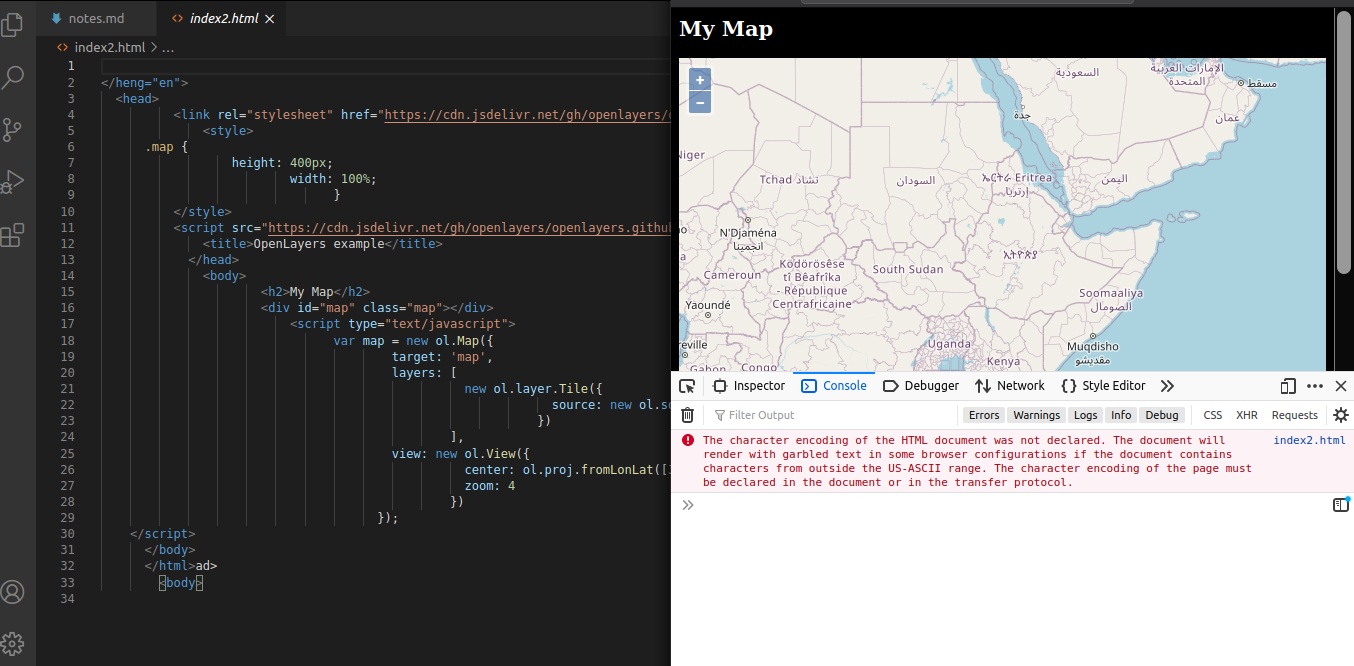 notes.md
index2.html
index2.html > ...
1
2 </heng="en">
3 <head>
4 <link rel="stylesheet" href="https://cdn.jsdelivr.net/gh/openlayers/
5 <style>
6 .map {
7 height: 400px;
8 width: 100%;
9 }
10 </style>
11 <script src="https://cdn.jsdelivr.net/gh/openlayers/openlayers.githu
12 <title>OpenLayers example</title>
13 </head>
14 <body>
15 <h2>My Map</h2>
16 <div id="map" class="map"></div>
17 <script type="text/javascript">
18 var map = new ol.Map({
19 target: 'map',
20 layers: [
21 new ol.layer.Tile({
22 source: new ol.s
23 })
24 ],
25 view: new ol.View({
26 center: ol.proj.fromLonLat([
27 zoom: 4
28 })
29 });
30 </script>
31 </body>
32 </html>ad>
33 <body>
34
My Map
+
−
السعودية
الإمارات العربية
المتحدة
مسقط
جدة
عمان
Niger
Tchad تشاد
السودان
ኤርትራ Eritrea
إرتريا
اليمن
N'Djaména
انجمينا
Cameroun
Ködörösêse
tî Bêafrîka
- République
Centrafricaine
South Sudan
ኢትዮጵያ
Soomaaliya
الصومال
Yaoundé
reville
Gabon
Congo
Uganda
Kenya
Muqdisho
مقديشو
Inspector Console Debugger Network Style Editor
Filter Output Errors Warnings Logs Info Debug CSS XHR Requests
The character encoding of the HTML document was not declared. The document will index2.html
render with garbled text in some browser configurations if the document contains
characters from outside the US-ASCII range. The character encoding of the page must
be declared in the document or in the transfer protocol.